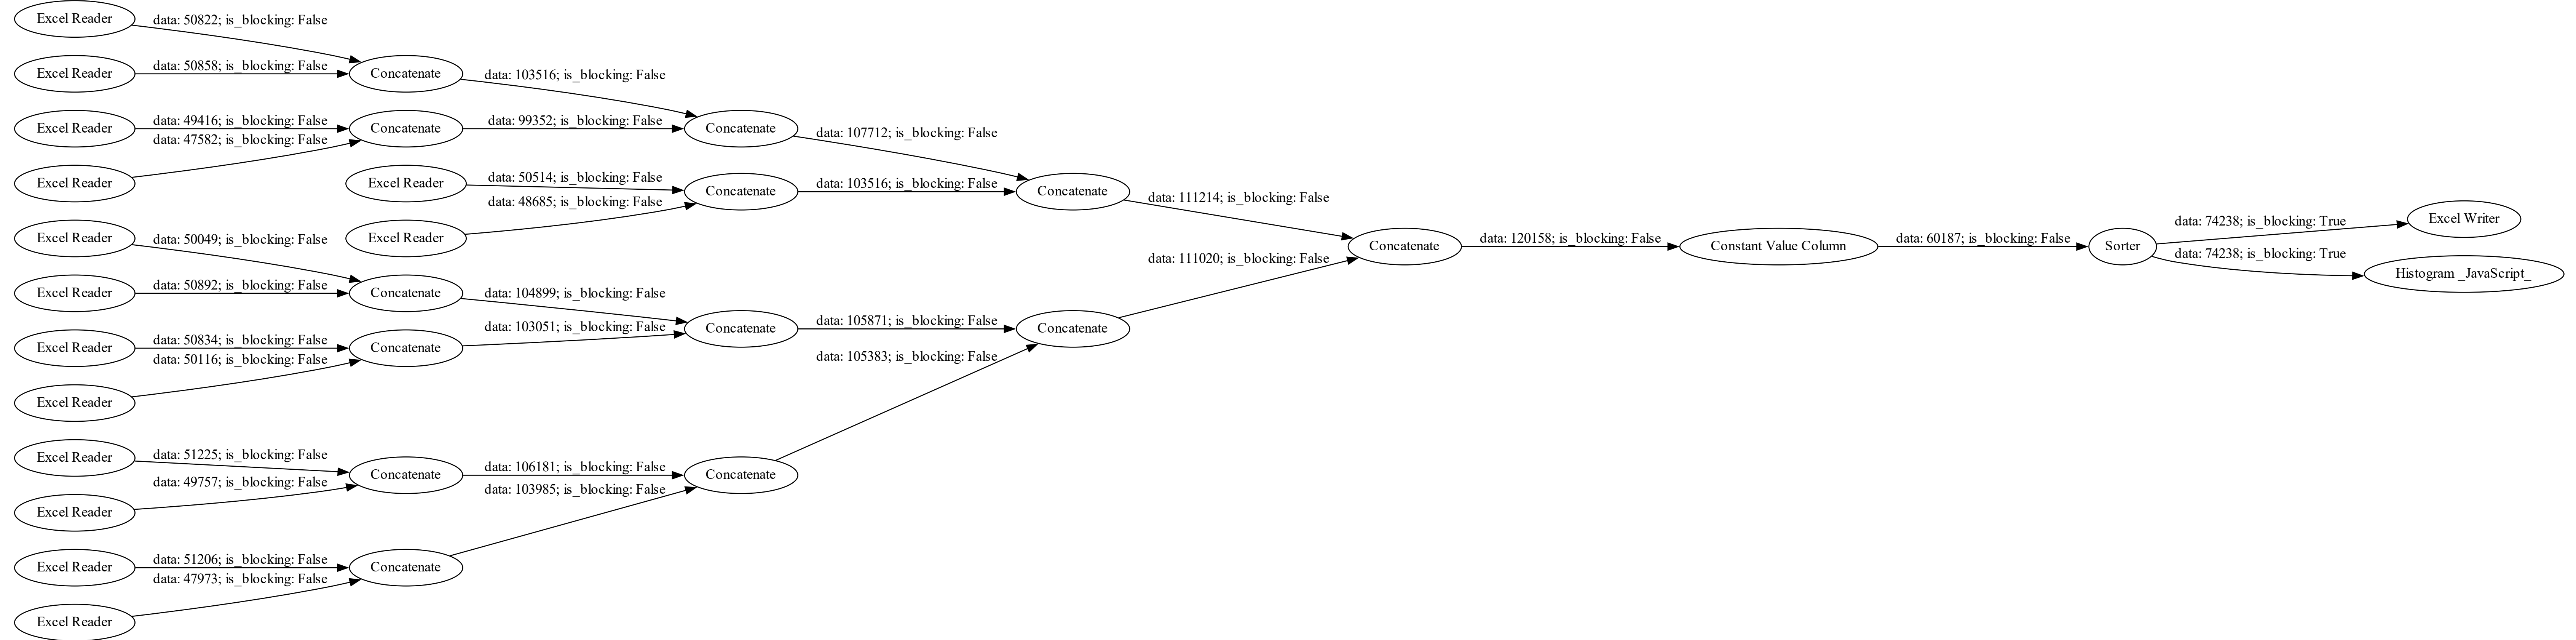 Excel Reader
data: 50822; is_blocking: False
Excel Reader
data: 50858; is_blocking: False
Concatenate
data: 103516; is_blocking: False
Excel Reader
data: 49416; is_blocking: False
Concatenate
data: 99352; is_blocking: False
Concatenate
data: 107712; is_blocking: False
data: 47582; is_blocking: False
Excel Reader
Excel Reader
data: 50514; is_blocking: False
Concatenate
data: 103516; is_blocking: False
Concatenate
data: 111214; is_blocking: False
data: 48685; is_blocking: False
Excel Reader
Excel Reader
data: 50049; is_blocking: False
Concatenate
data: 120158; is_blocking: False
Constant Value Column
data: 60187; is_blocking: False
Sorter
data: 74238; is_blocking: True
Excel Writer
data: 74238; is_blocking: True
Histogram _JavaScript_
data: 111020; is_blocking: False
Excel Reader
data: 50892; is_blocking: False
Concatenate
data: 104899; is_blocking: False
data: 103051; is_blocking: False
Concatenate
data: 105871; is_blocking: False
Concatenate
Excel Reader
data: 50834; is_blocking: False
Concatenate
data: 50116; is_blocking: False
data: 105383; is_blocking: False
Excel Reader
Excel Reader
data: 51225; is_blocking: False
Concatenate
data: 106181; is_blocking: False
Concatenate
data: 49757; is_blocking: False
data: 103985; is_blocking: False
Excel Reader
Excel Reader
data: 51206; is_blocking: False
Concatenate
data: 47973; is_blocking: False
Excel Reader